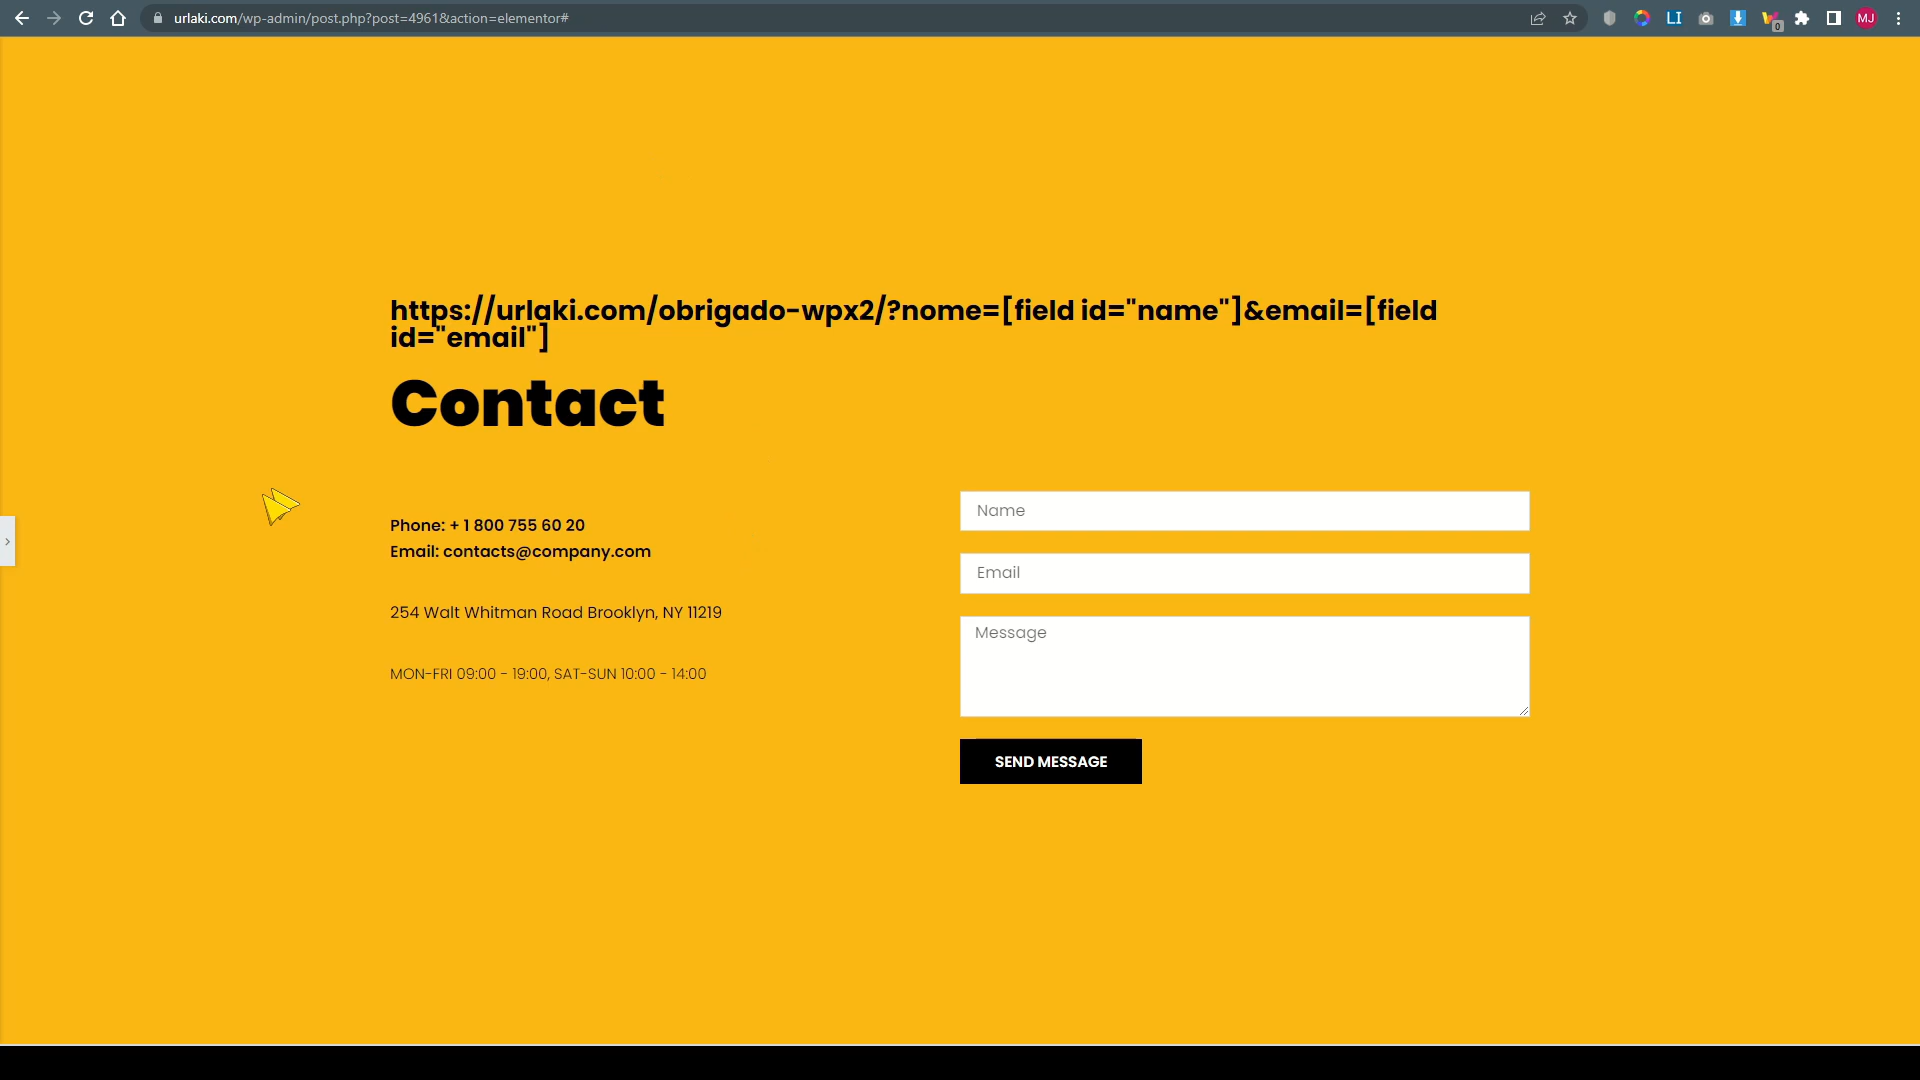 urlaki.com/wp-admin/post.php?post=4961&action=elementor#
LI
0
MJ
https://urlaki.com/obrigado-wpx2/?nome=[field id="name"]&email=[field
id="email"]
Contact
Phone: + 1 800 755 60 20
Email: contacts@company.com
254 Walt Whitman Road Brooklyn, NY 11219
MON-FRI 09:00 - 19:00, SAT-SUN 10:00 - 14:00
Name
Email
Message
SEND MESSAGE